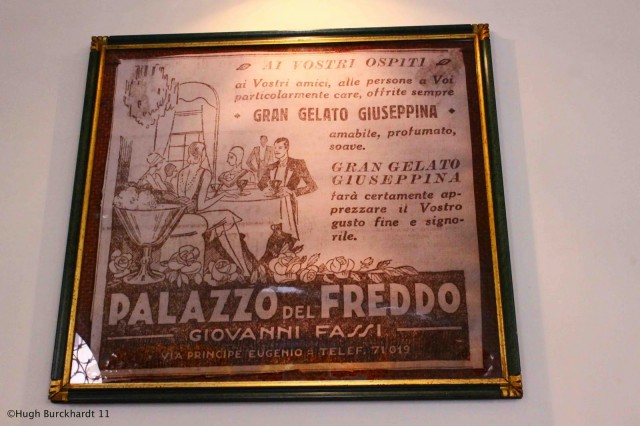 AI VOSTRI OSPITI
ai Vostri amici, alle persone a Voi
particolarmente care, offrite sempre
GRAN GELATO GIUSEPPINA
amabile, profumato,
soave.
GRAN GELATO
GIUSEPPINA
farà certamente ap-
prezzare il Vostro
gusto fine e signo-
rile.
PALAZZO DEL FREDDO
GIOVANNI FASSI
VIA PRINCIPE EUGENIO 4 TELEF. 71619
©Hugh Burckhardt 11